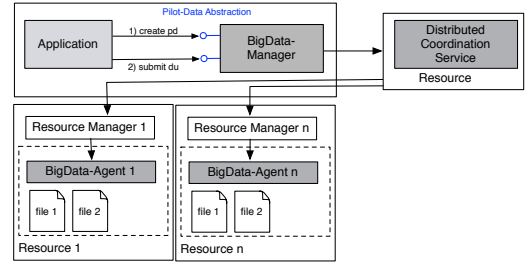 Pilot-Data Abstraction
Application
1) create pd
2) submit du
BigData-
Manager
Distributed
Coordination
Service
Resource
Resource Manager 1
BigData-Agent 1
file 1
file 2
Resource 1
Resource Manager n
BigData-Agent n
file 1
file 2
Resource n